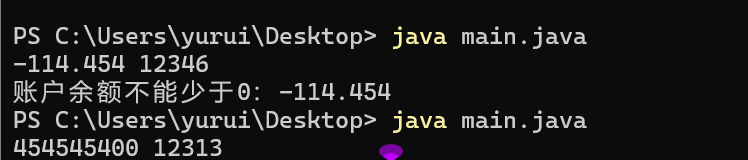 PS C:\Users\yurui\Desktop> java main.java
-114.454 12346
账户余额不能少于0：-114.454
PS C:\Users\yurui\Desktop> java main.java
454545400 12313